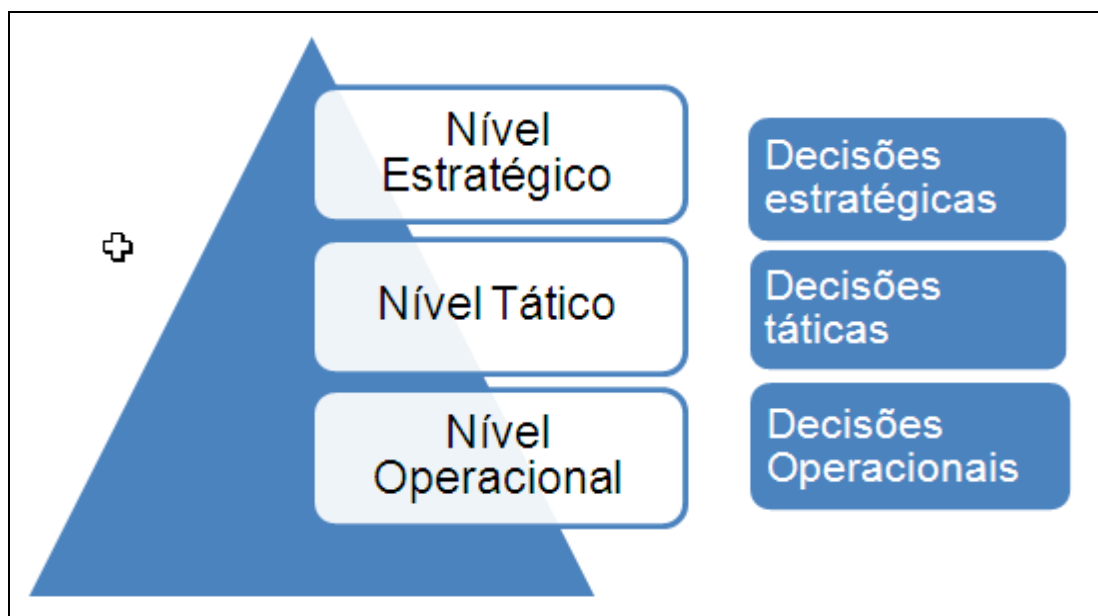 Nível
Estratégico
Decisões
estratégicas
Nível Tático
Decisões
táticas
Nível
Operacional
Decisões
Operacionais